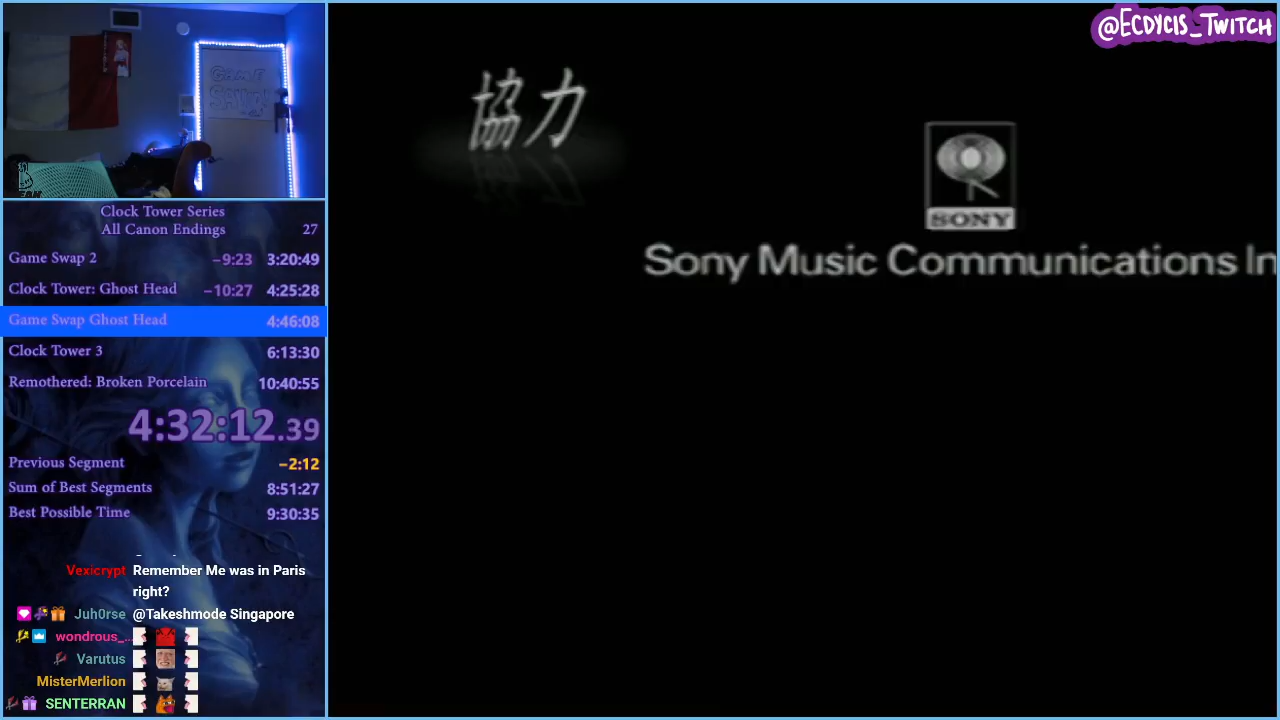 @ECDYCIS_TWITCH
GAME
協力
SONY
Sony Music Communications In
Clock Tower Series
All Canon Endings 27
Game Swap 2 −9:23 3:20:49
Clock Tower: Ghost Head −10:27 4:25:28
Game Swap Ghost Head 4:46:08
Clock Tower 3 6:13:30
Remothered: Broken Porcelain 10:40:55
4:32:12.39
Previous Segment −2:12
Sum of Best Segments 8:51:27
Best Possible Time 9:30:35
Vexicrypt Remember Me was in Paris
right?
Juh0rse @Takeshmode Singapore
wondrous_...
Varutus
MisterMerlion
SENTERRAN